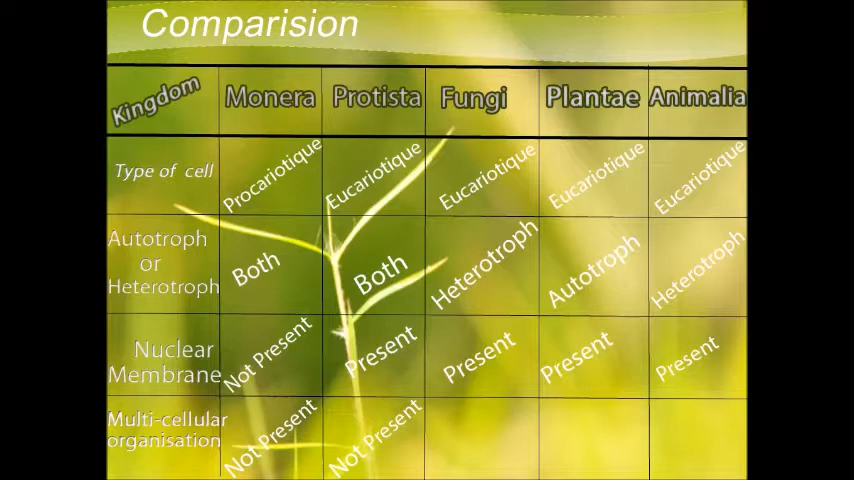 Comparision
Kingdom Monera Protista Fungi Plantae Animalia
Type of cell Procariotique Eucariotique Eucariotique Eucariotique Eucariotique
Autotroph
or
Heterotroph Both Both Heterotroph Autotroph Heterotroph
Nuclear
Membrane Not Present Present Present Present Present
Multi-cellular
organisation Not Present Not Present